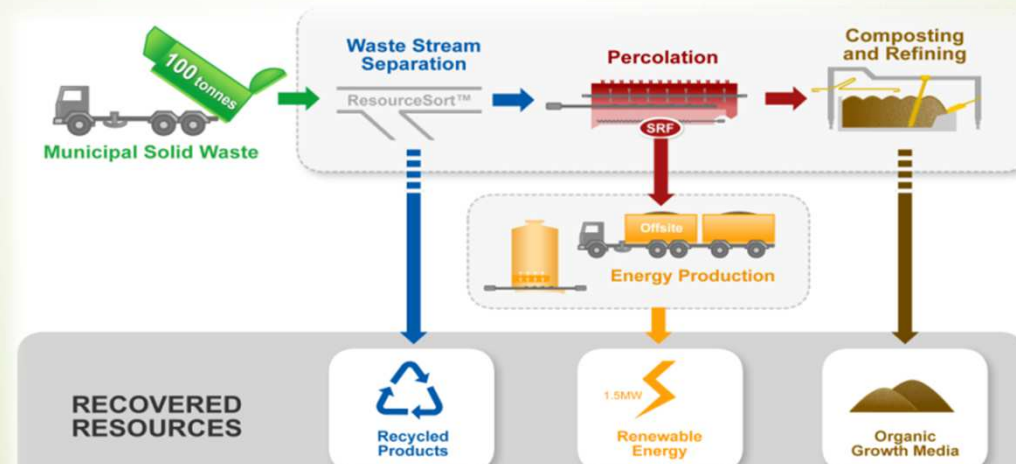 100 tonnes
Municipal Solid Waste
Waste Stream
Separation
ResourceSort™
Percolation
SRF
Composting
and Refining
Offsite
Energy Production
RECOVERED
RESOURCES
Recycled
Products
1.5MW
Renewable
Energy
Organic
Growth Media